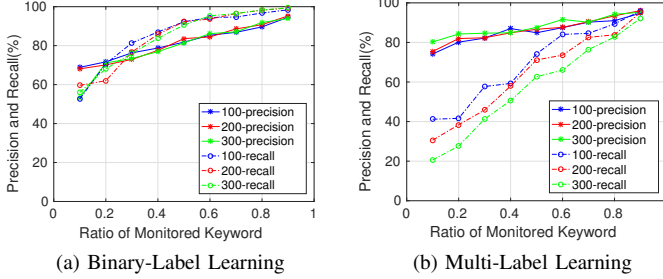 Precision and Recall(%)
100
80
60
40
20
0
100-precision
200-precision
300-precision
100-recall
200-recall
300-recall
0 0.2 0.4 0.6 0.8 1
Ratio of Monitored Keyword
(a) Binary-Label Learning
Precision and Recall(%)
100
80
60
40
20
0
100-precision
200-precision
300-precision
100-recall
200-recall
300-recall
0 0.2 0.4 0.6 0.8
Ratio of Monitored Keyword
(b) Multi-Label Learning